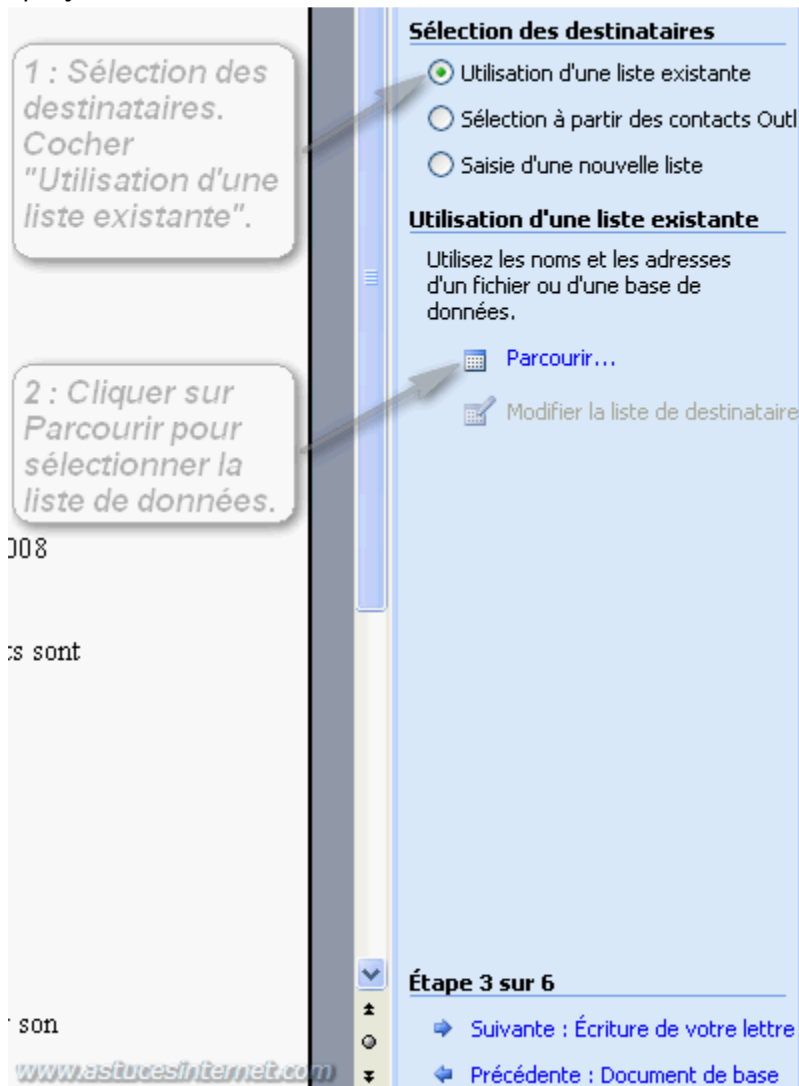 1 : Sélection des
destinataires.
Cocher
"Utilisation d'une
liste existante".
2 : Cliquer sur
Parcourir pour
sélectionner la
liste de données.
008
ts sont
son
www.astucesinternet.com
Sélection des destinataires
Utilisation d'une liste existante
Sélection à partir des contacts Outl
Saisie d'une nouvelle liste
Utilisation d'une liste existante
Utilisez les noms et les adresses
d'un fichier ou d'une base de
données.
Parcourir...
Modifier la liste de destinataire
Étape 3 sur 6
Suivante : Écriture de votre lettre
Précédente : Document de base